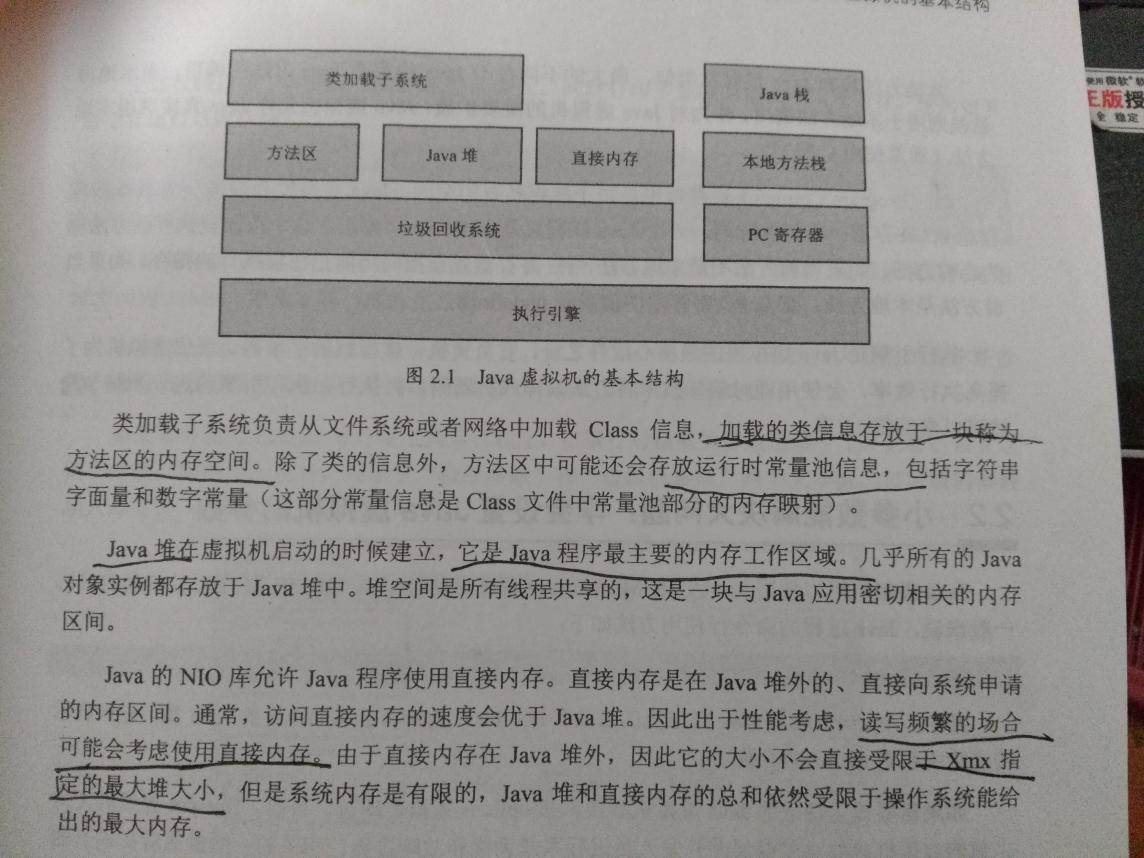 的基本结构
类加载子系统
Java 栈
方法区
Java 堆
直接内存
本地方法栈
垃圾回收系统
PC 寄存器
执行引擎
图 2.1 Java 虚拟机的基本结构
类加载子系统负责从文件系统或者网络中加载 Class 信息，加载的类信息存放于一块称为
方法区的内存空间。除了类的信息外，方法区中可能还会存放运行时常量池信息，包括字符串
字面量和数字常量（这部分常量信息是 Class 文件中常量池部分的内存映射）。
Java 堆在虚拟机启动的时候建立，它是 Java 程序最主要的内存工作区域。几乎所有的 Java
对象实例都存放于 Java 堆中。堆空间是所有线程共享的，这是一块与 Java 应用密切相关的内存
区间。
Java 的 NIO 库允许 Java 程序使用直接内存。直接内存是在 Java 堆外的、直接向系统申请
的内存区间。通常，访问直接内存的速度会优于 Java 堆。因此出于性能考虑，读写频繁的场合
可能会考虑使用直接内存。由于直接内存在 Java 堆外，因此它的大小不会直接受限于 Xmx 指
定的最大堆大小，但是系统内存是有限的，Java 堆和直接内存的总和依然受限于操作系统能给
出的最大内存。
使用微软
正版授
全 稳定